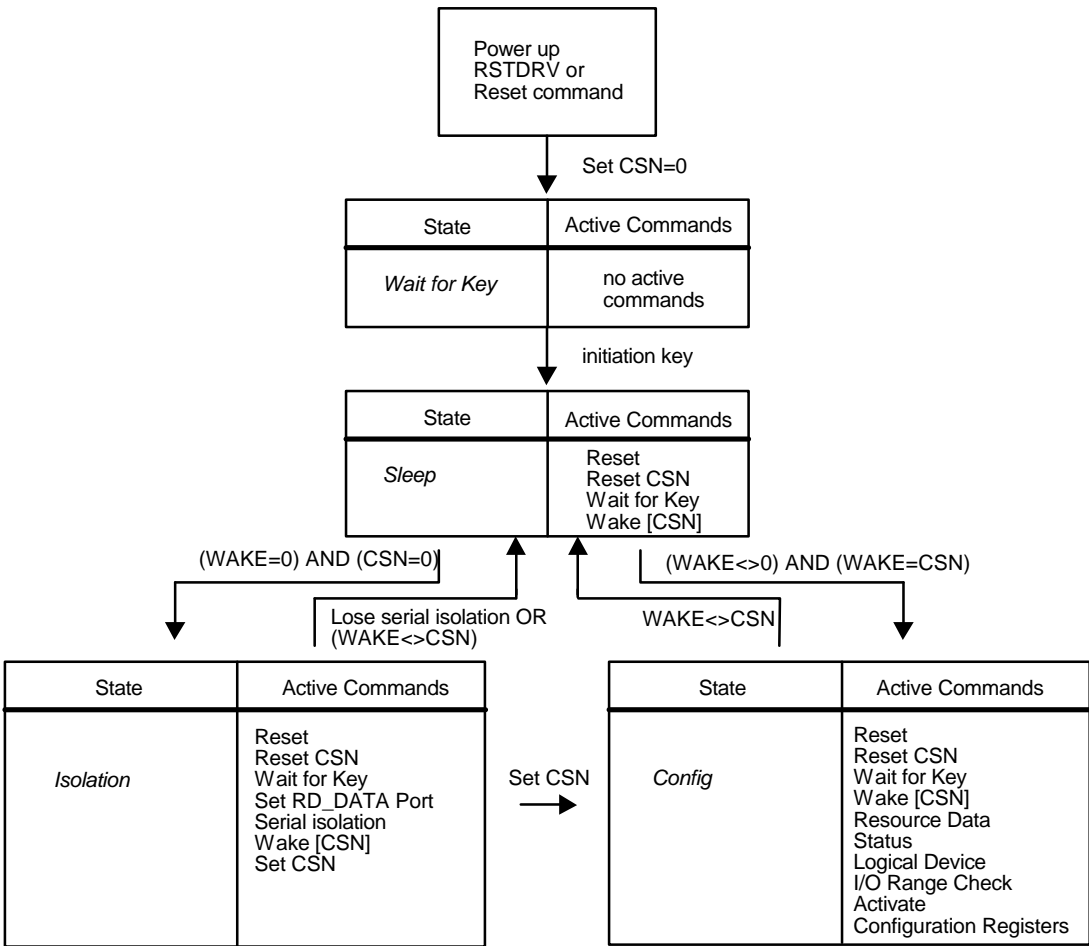 Power up
RSTDRV or
Reset command
Set CSN=0
State Active Commands
Wait for Key no active
commands
initiation key
State Active Commands
Sleep Reset
Reset CSN
Wait for Key
Wake [CSN]
(WAKE=0) AND (CSN=0)
(WAKE<>0) AND (WAKE=CSN)
Lose serial isolation OR
(WAKE<>CSN)
WAKE<>CSN
State Active Commands
Isolation
Reset
Reset CSN
Wait for Key
Set RD_DATA Port
Serial isolation
Wake [CSN]
Set CSN
Set CSN
State Active Commands
Config
Reset
Reset CSN
Wait for Key
Wake [CSN]
Resource Data
Status
Logical Device
I/O Range Check
Activate
Configuration Registers